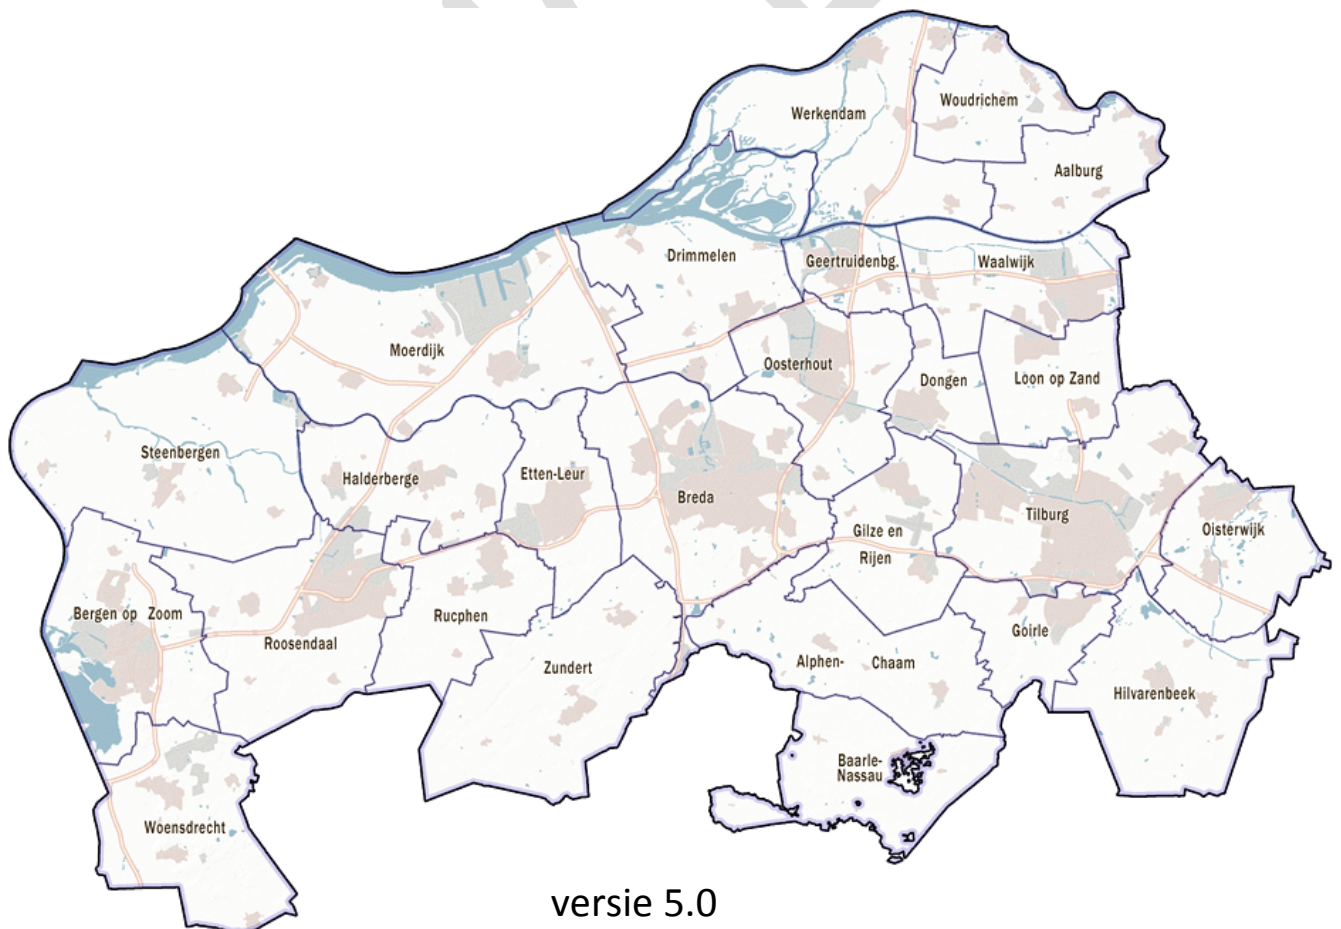 Woudrichem
Werkendam
Aalburg
Drimmelen
Geertruidenbg.
Waalwijk
Moerdijk
Oosterhout
Dongen
Loon op Zand
Steenbergen
Halderberge
Etten-Leur
Breda
Tilburg
Gilze en
Rijen
Oisterwijk
Bergen op Zoom
Roosendaal
Rucphen
Goirle
Zundert
Alphen- Chaam
Hilvarenbeek
Baarle-
Nassau
Woensdrecht
versie 5.0